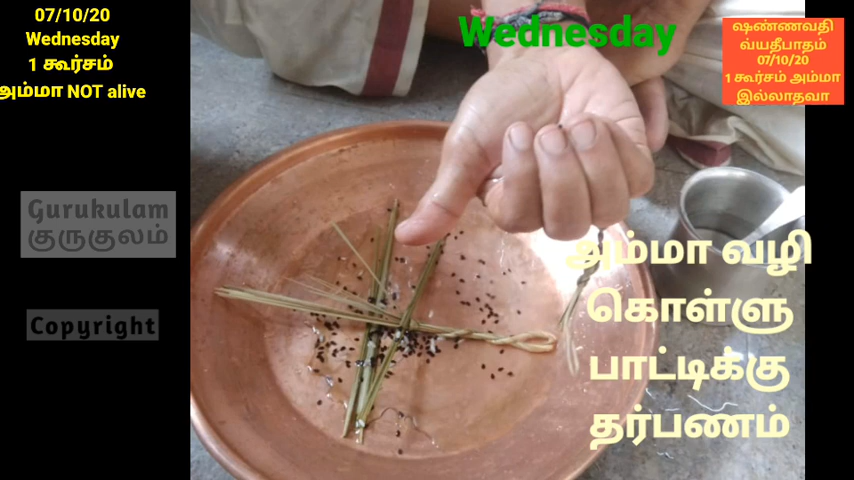 07/10/20
Wednesday
1 கூர்சம்
அம்மா NOT alive
Wednesday
ஷண்ணவதி
வ்யதீபாதம்
07/10/20
1 கூர்சம் அம்மா
இல்லாதவா
Gurukulam
குருகுலம்
Copyright
அம்மா வழி
கொள்ளு
பாட்டிக்கு
தர்பணம்